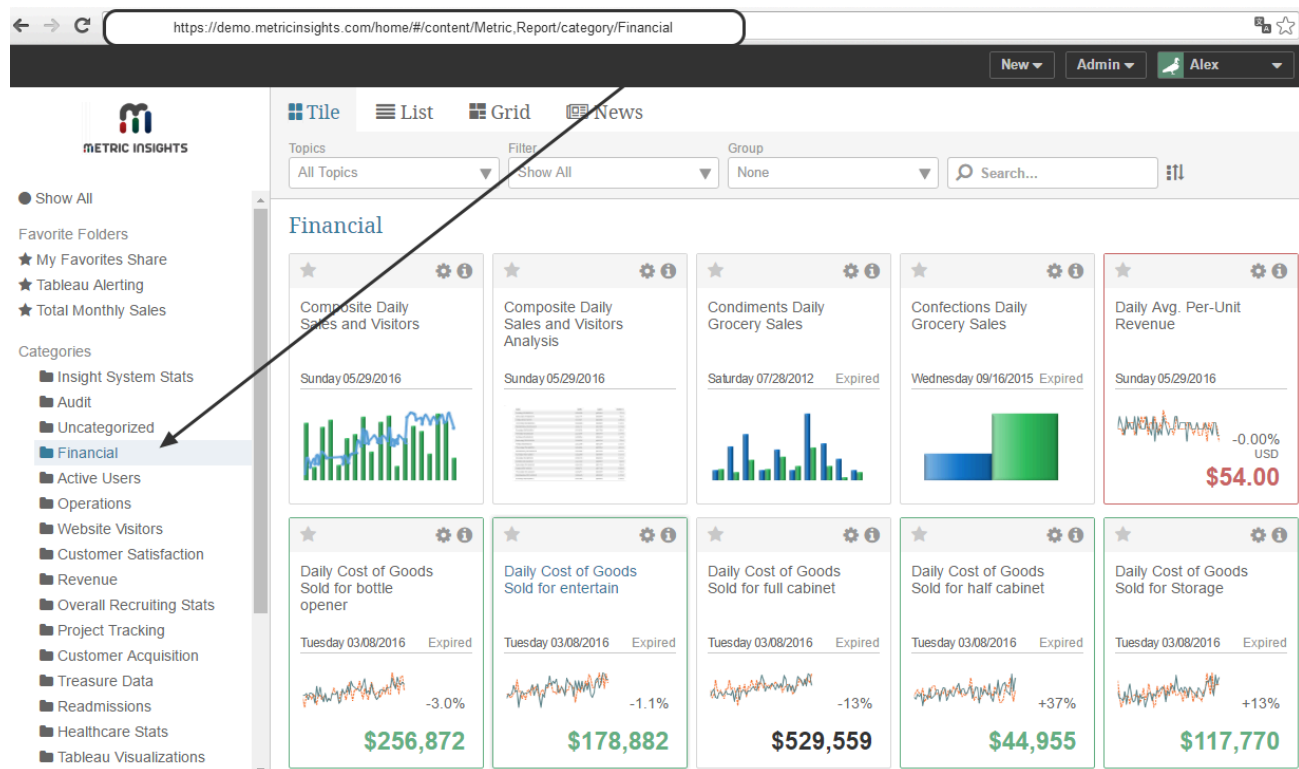 https://demo.metricinsights.com/home/#/content/Metric,Report/category/Financial
New Admin Alex
METRIC INSIGHTS
Tile List Grid News
Topics Filter Group
All Topics Show All None Search...
Show All
Favorite Folders
My Favorites Share
Tableau Alerting
Total Monthly Sales
Categories
Insight System Stats
Audit
Uncategorized
Financial
Active Users
Operations
Website Visitors
Customer Satisfaction
Revenue
Overall Recruiting Stats
Project Tracking
Customer Acquisition
Treasure Data
Readmissions
Healthcare Stats
Tableau Visualizations
Financial
Composite Daily
Sales and Visitors
Sunday 05/29/2016
Composite Daily
Sales and Visitors
Analysis
Sunday 05/29/2016
Condiments Daily
Grocery Sales
Saturday 07/28/2012 Expired
Confections Daily
Grocery Sales
Wednesday 09/16/2015 Expired
Daily Avg. Per-Unit
Revenue
Sunday 05/29/2016
-0.00%
USD
$54.00
Daily Cost of Goods
Sold for bottle
opener
Tuesday 03/08/2016 Expired
-3.0%
$256,872
Daily Cost of Goods
Sold for entertain
Tuesday 03/08/2016 Expired
-1.1%
$178,882
Daily Cost of Goods
Sold for full cabinet
Tuesday 03/08/2016 Expired
-13%
$529,559
Daily Cost of Goods
Sold for half cabinet
Tuesday 03/08/2016 Expired
+37%
$44,955
Daily Cost of Goods
Sold for Storage
Tuesday 03/08/2016 Expired
+13%
$117,770